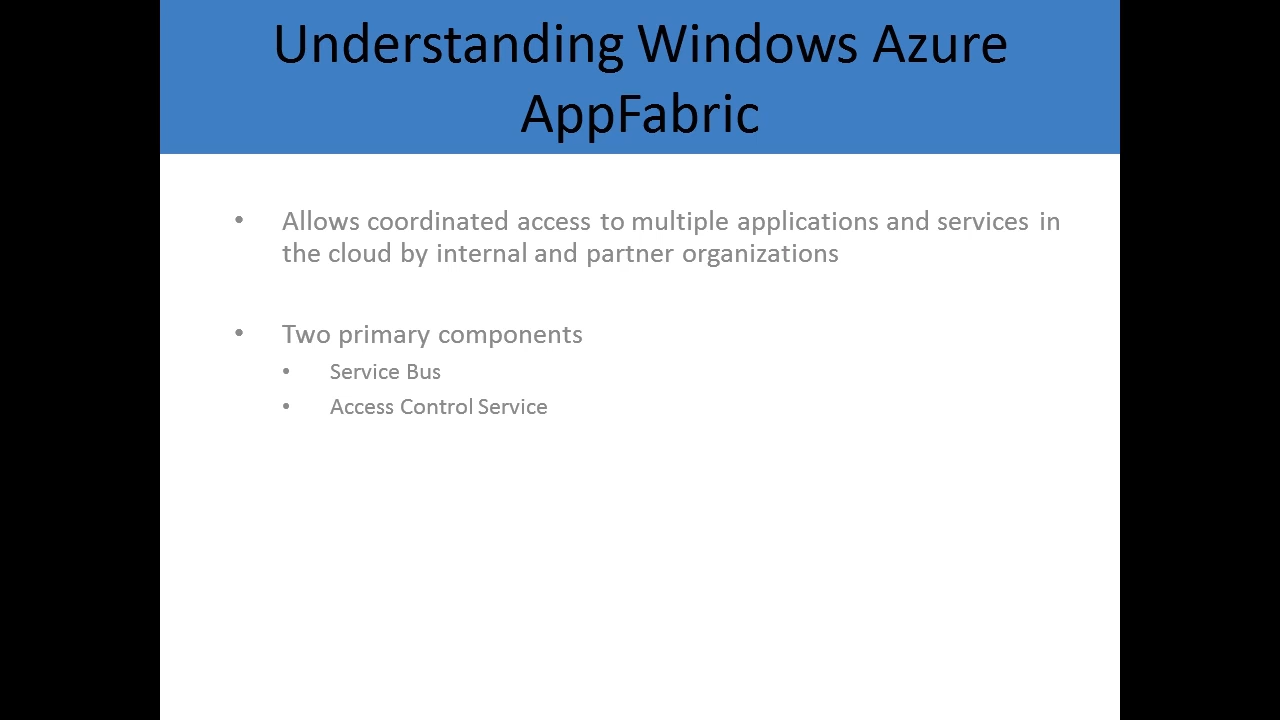 Understanding Windows Azure
AppFabric
• Allows coordinated access to multiple applications and services in
the cloud by internal and partner organizations
• Two primary components
• Service Bus
• Access Control Service